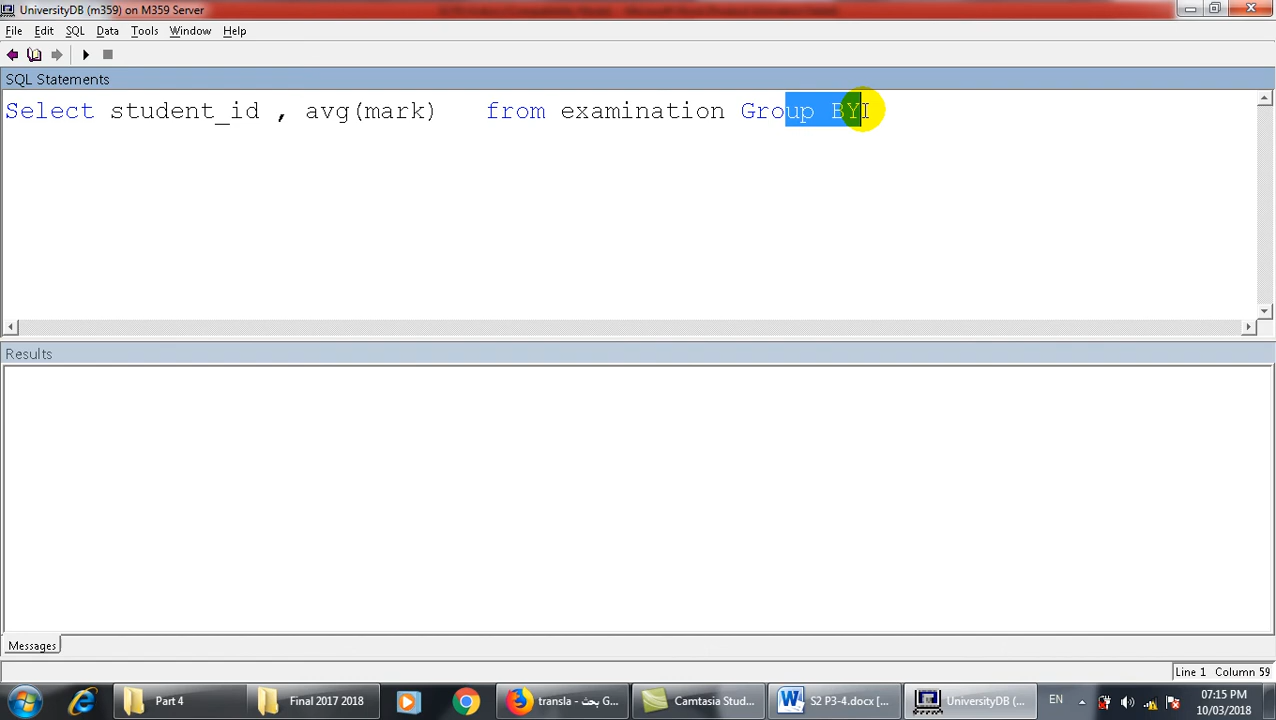 UniversityDB (m359) on M359 Server
File Edit SQL Data Tools Window Help
SQL Statements
Select student_id , avg(mark) from examination Group BY
Results
Messages
Line 1 Column 59
Part 4
Final 2017 2018
transla - بحث G...
Camtasia Stud...
S2 P3-4.docx [...
UniversityDB (...
EN
07:15 PM
10/03/2018